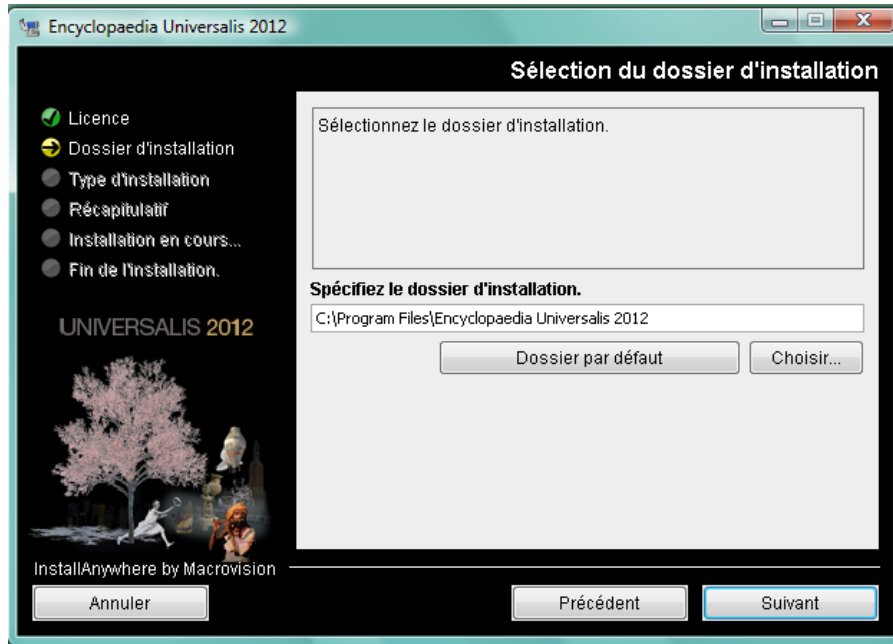 Encyclopaedia Universalis 2012
Sélection du dossier d'installation
Licence
Dossier d'installation
Type d'installation
Récapitulatif
Installation en cours...
Fin de l'installation.
UNIVERSALIS 2012
Sélectionnez le dossier d'installation.
Spécifiez le dossier d'installation.
C:\Program Files\Encyclopaedia Universalis 2012
Dossier par défaut
Choisir...
InstallAnywhere by Macrovision
Annuler
Précédent
Suivant